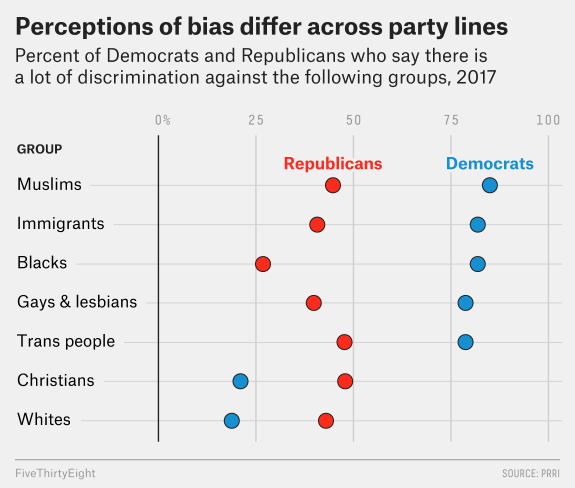 Perceptions of bias differ across party lines
Percent of Democrats and Republicans who say there is
a lot of discrimination against the following groups, 2017
0% 25 50 75 100
GROUP
Republicans Democrats
Muslims
Immigrants
Blacks
Gays & lesbians
Trans people
Christians
Whites
FiveThirtyEight SOURCE: PRRI